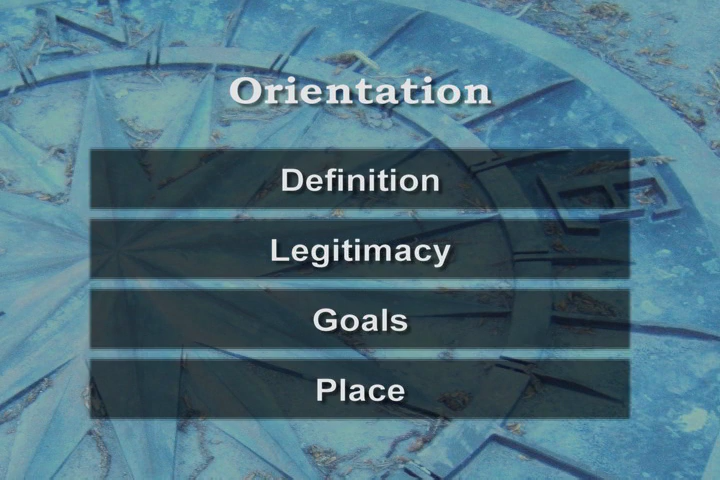 Orientation
Definition
Legitimacy
Goals
Place